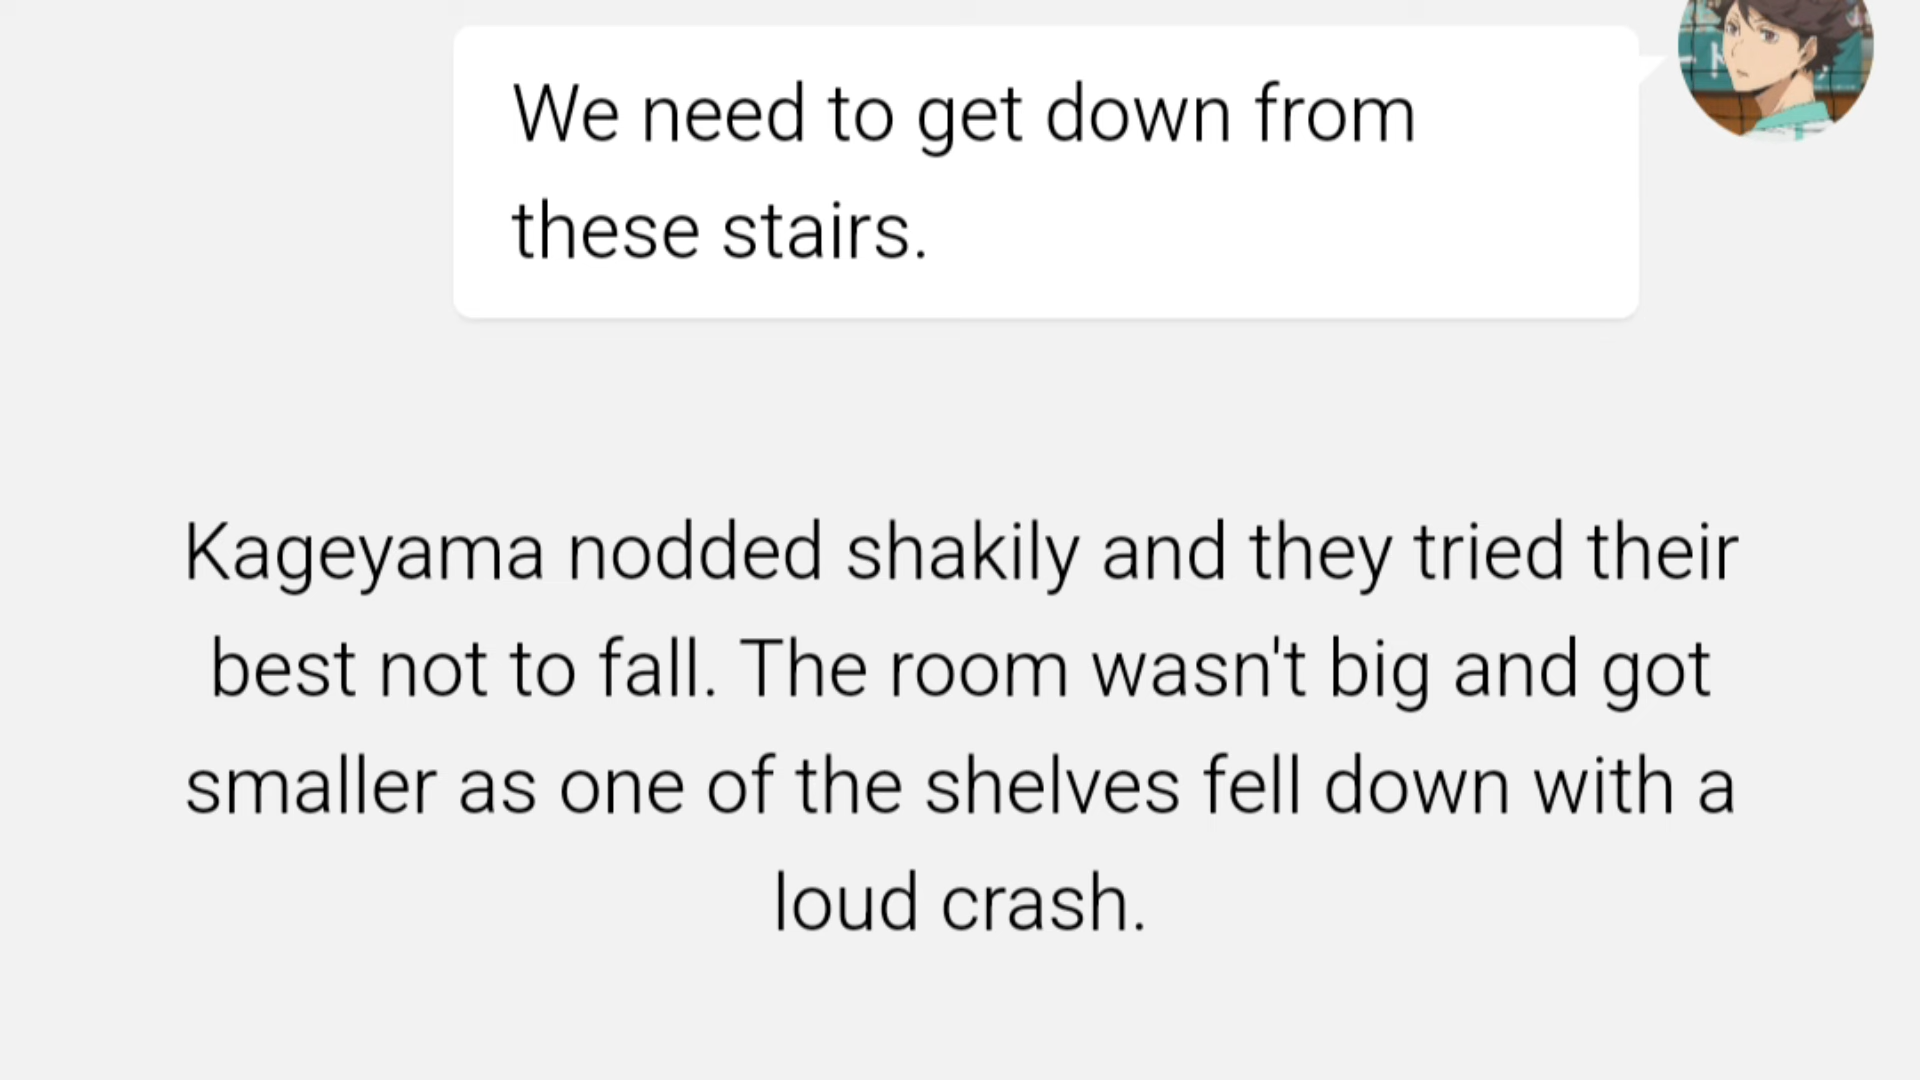 We need to get down from
these stairs.
Kageyama nodded shakily and they tried their
best not to fall. The room wasn't big and got
smaller as one of the shelves fell down with a
loud crash.